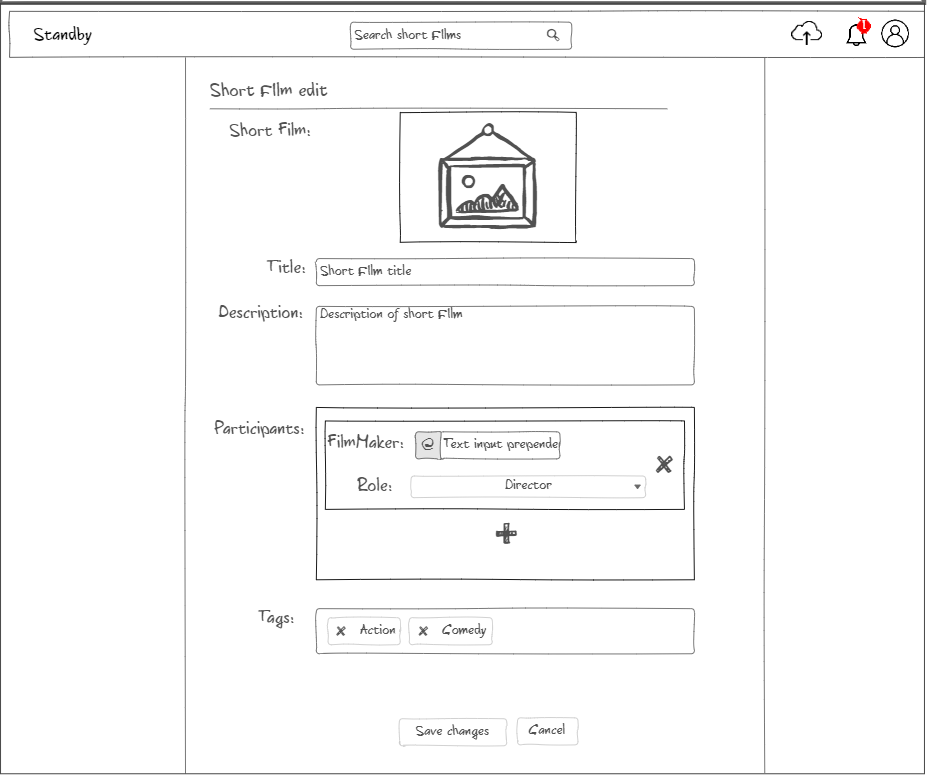 Standby
Search short films
1
Short film edit
Short Film:
Title:
Short film title
Description:
Description of short film
Participants:
FilmMaker:
@
Text input prepende
Role:
Director
Tags:
Action
Comedy
Save changes
Cancel